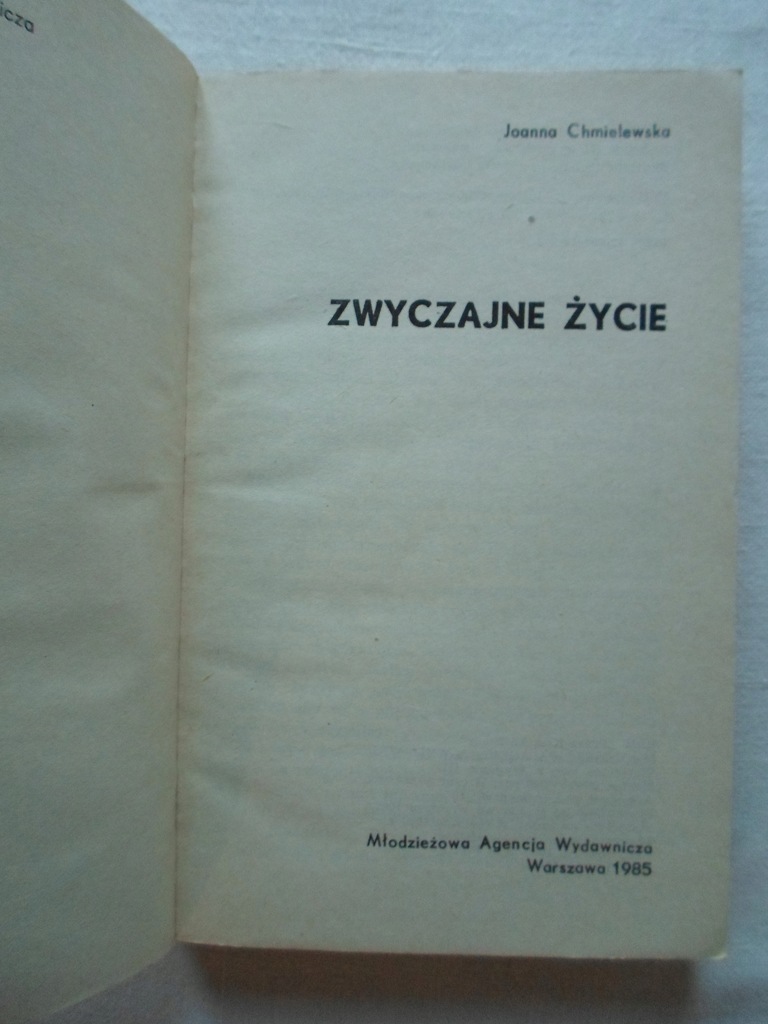 Joanna Chmielewska
ZWYCZAJNE ŻYCIE
Młodzieżowa Agencja Wydawnicza
Warszawa 1985